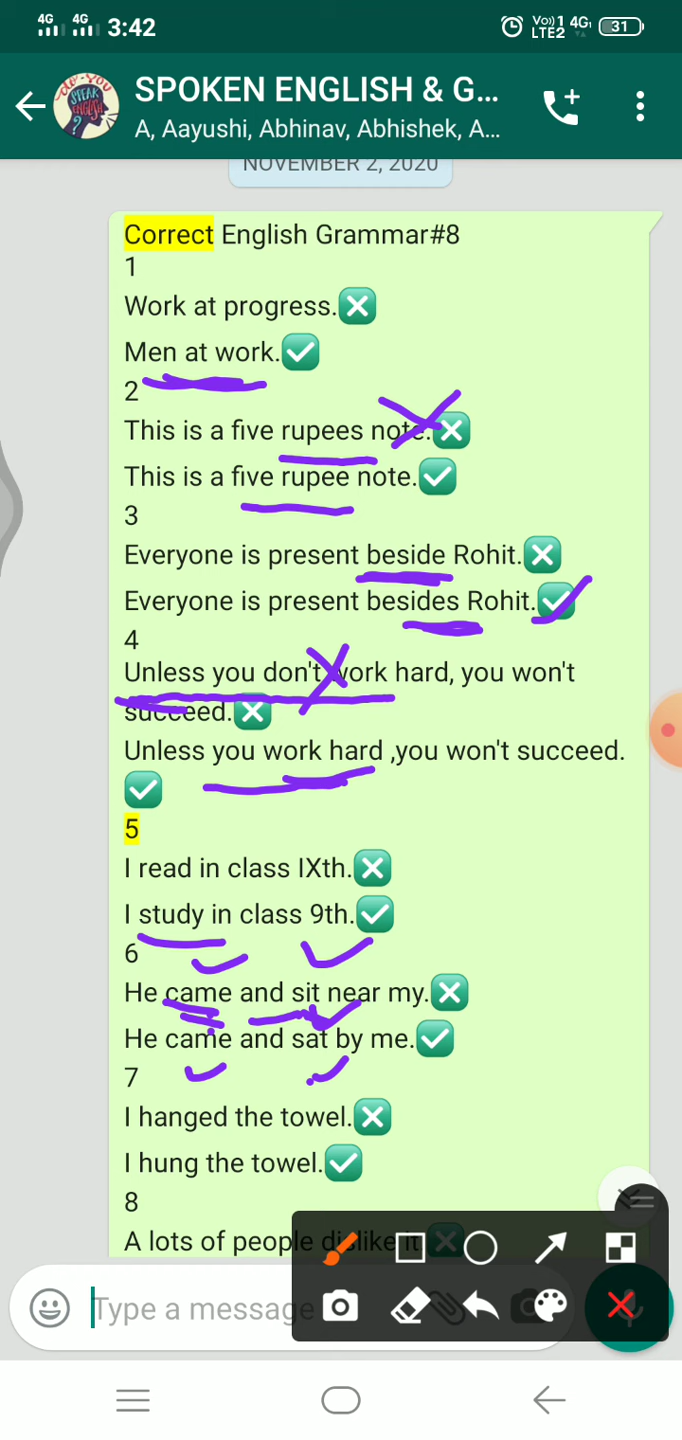 4G 4G 3:42 Vo) 1 4G LTE2 31
SPOKEN ENGLISH & G...
A, Aayushi, Abhinav, Abhishek, A...
NOVEMBER 2, 2020
Correct English Grammar#8
1
Work at progress.❎
Men at work.✅
2
This is a five rupees note.❎
This is a five rupee note.✅
3
Everyone is present beside Rohit.❎
Everyone is present besides Rohit.✅
4
Unless you don't work hard, you won't
succeed.❎
Unless you work hard ,you won't succeed.
✅
5
I read in class IXth.❎
I study in class 9th.✅
6
He came and sit near my.❎
He came and sat by me.✅
7
I hanged the towel.❎
I hung the towel.✅
8
A lots of people dislike it.❎
Type a message